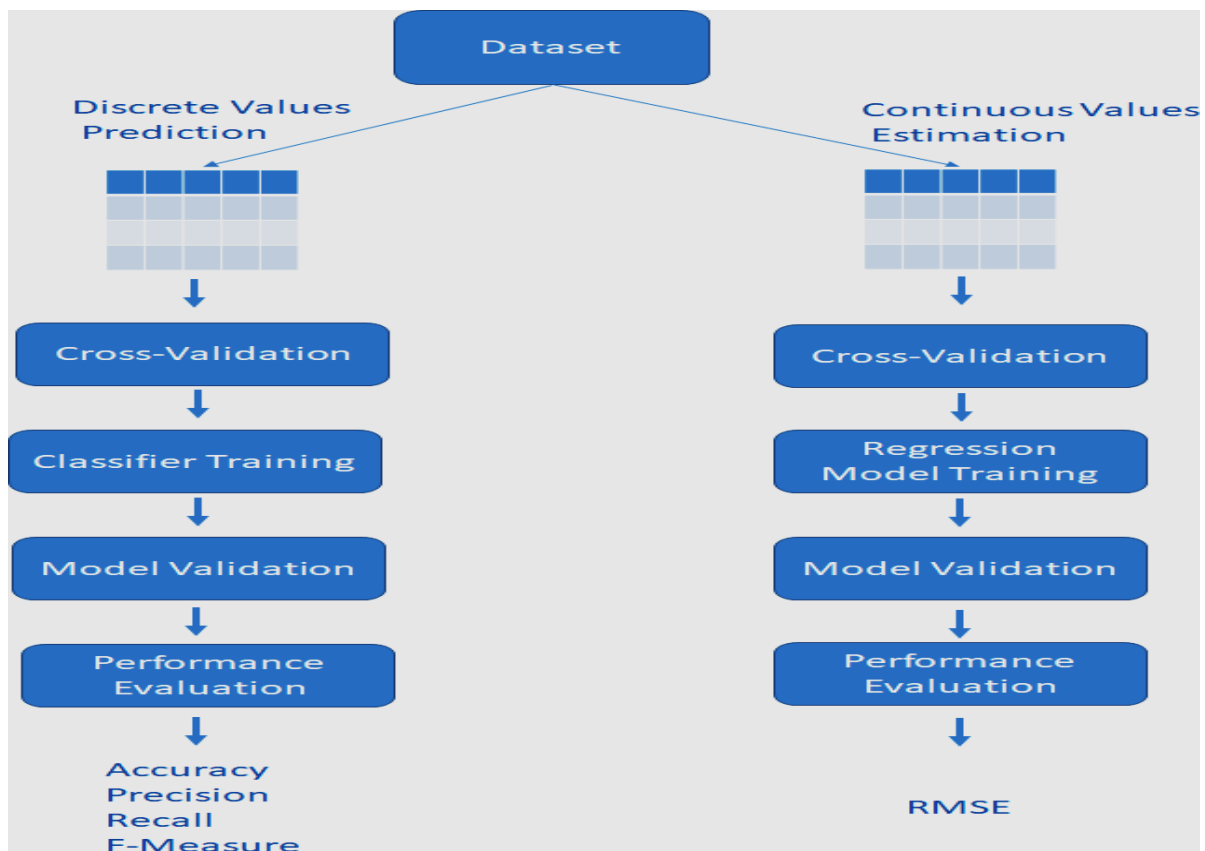 Dataset
Discrete Values
Prediction
Cross-Validation
Classifier Training
Model Validation
Performance
Evaluation
Accuracy
Precision
Recall
F-Measure
Continuous Values
Estimation
Cross-Validation
Regression
Model Training
Model Validation
Performance
Evaluation
RMSE